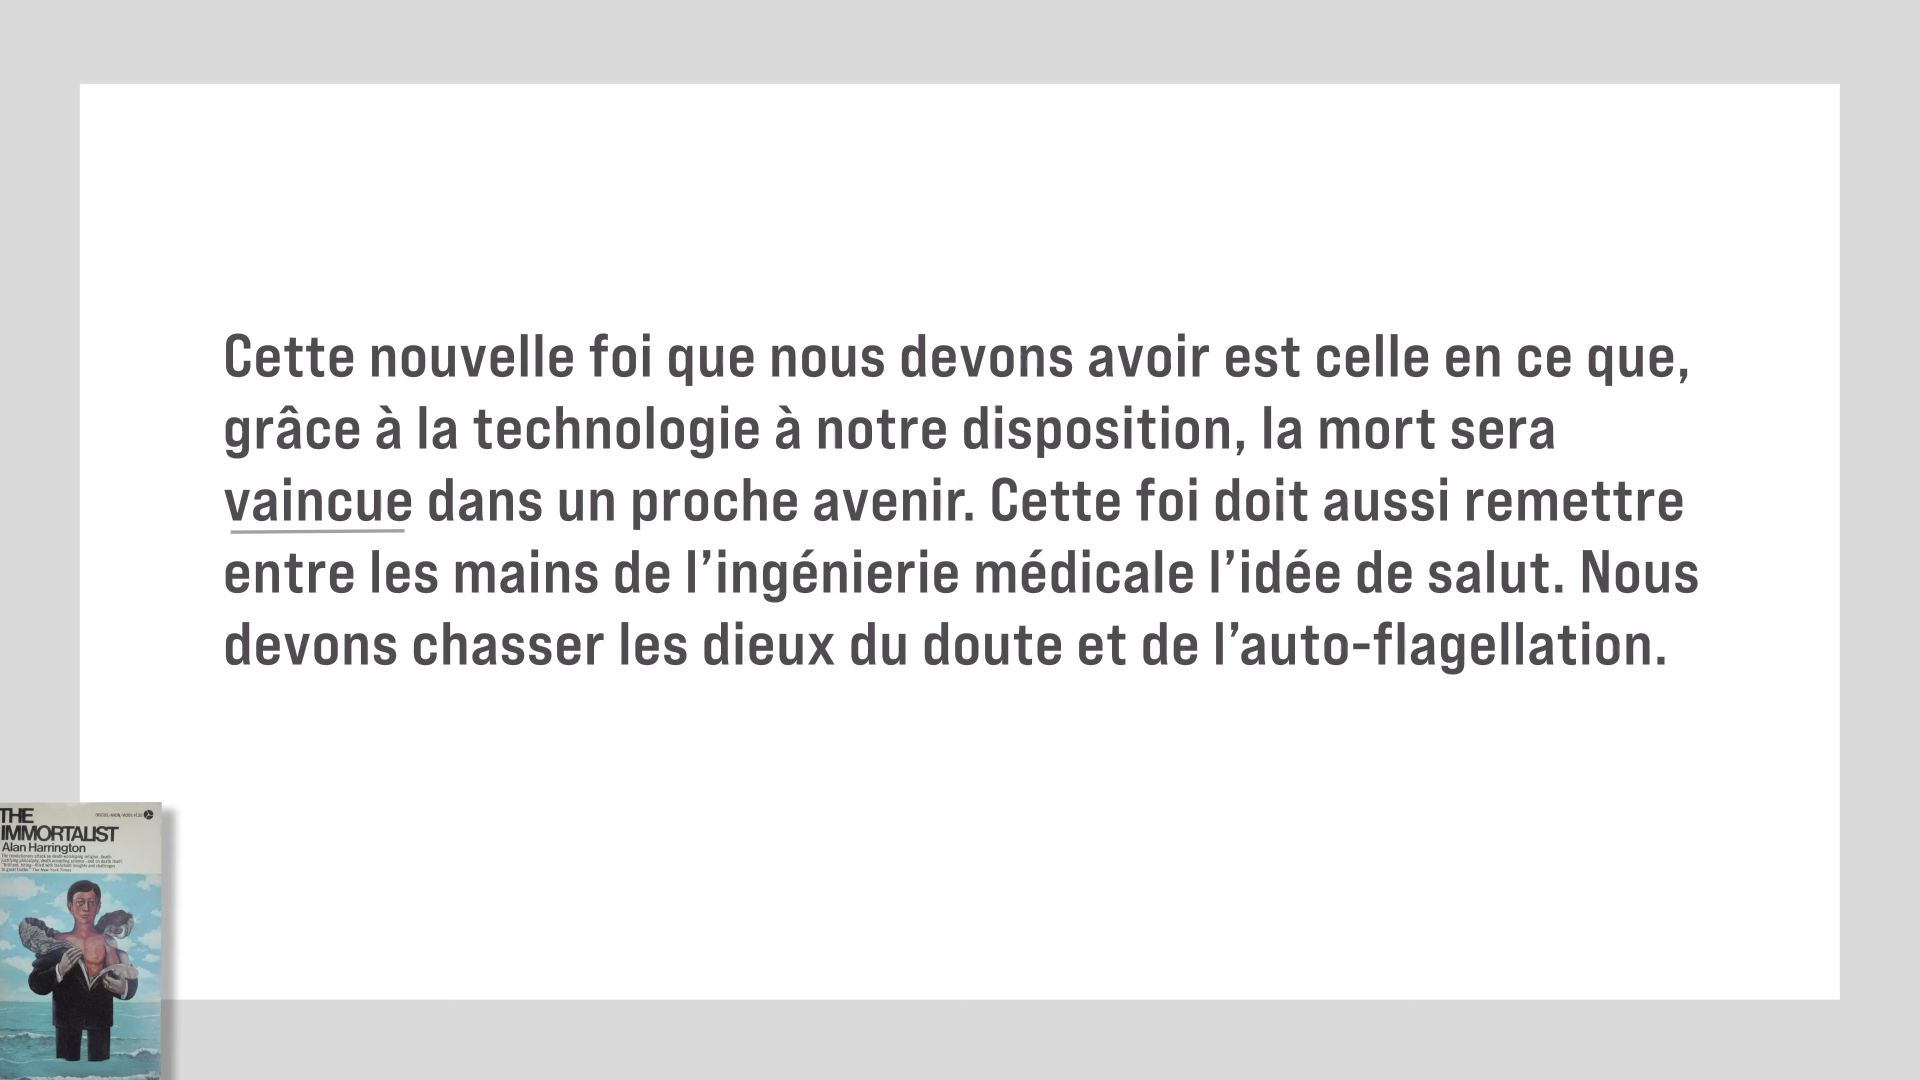 Cette nouvelle foi que nous devons avoir est celle en ce que,
grâce à la technologie à notre disposition, la mort sera
vaincue dans un proche avenir. Cette foi doit aussi remettre
entre les mains de l’ingénierie médicale l’idée de salut. Nous
devons chasser les dieux du doute et de l’auto-flagellation.
THE
IMMORTALIST
Alan Harrington